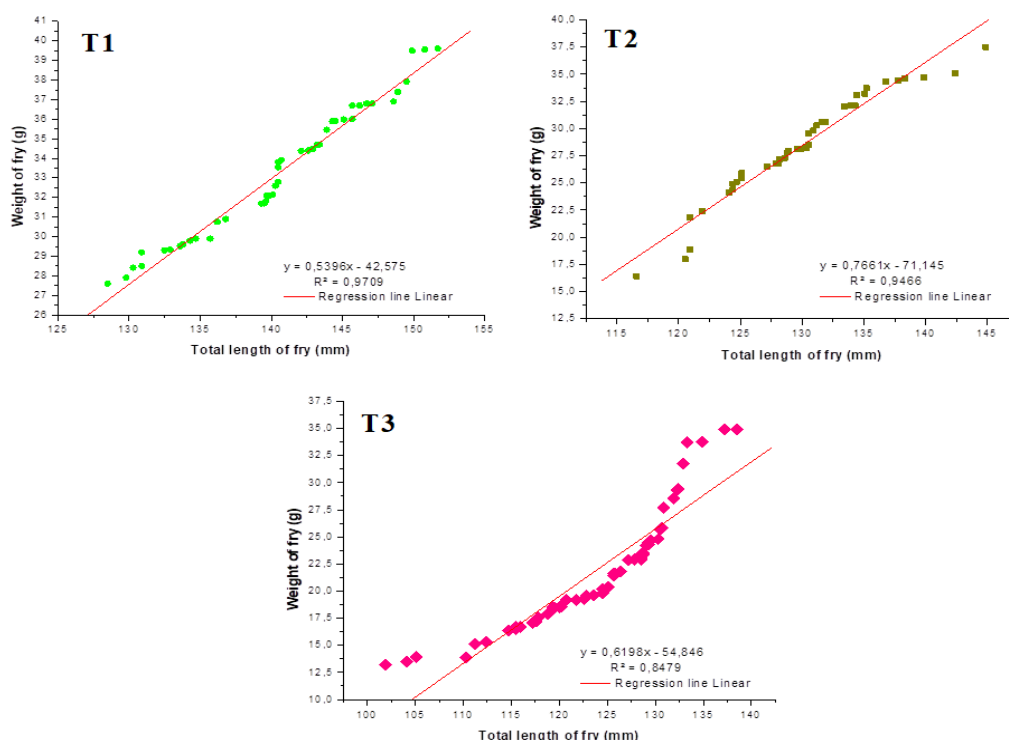 T1
Weight of fry (g)
41
40
39
38
37
36
35
34
33
32
31
30
29
28
27
26
y = 0,5396x - 42,575
R² = 0,9709
Regression line Linear
125 130 135 140 145 150 155
Total length of fry (mm)
T2
Weight of fry (g)
40,0
37,5
35,0
32,5
30,0
27,5
25,0
22,5
20,0
17,5
15,0
12,5
y = 0,7661x - 71,145
R² = 0,9466
Regression line Linear
115 120 125 130 135 140 145
Total length of fry (mm)
T3
Weight of fry (g)
37,5
35,0
32,5
30,0
27,5
25,0
22,5
20,0
17,5
15,0
12,5
10,0
y = 0,6198x - 54,846
R² = 0,8479
Regression line Linear
100 105 110 115 120 125 130 135 140
Total length of fry (mm)